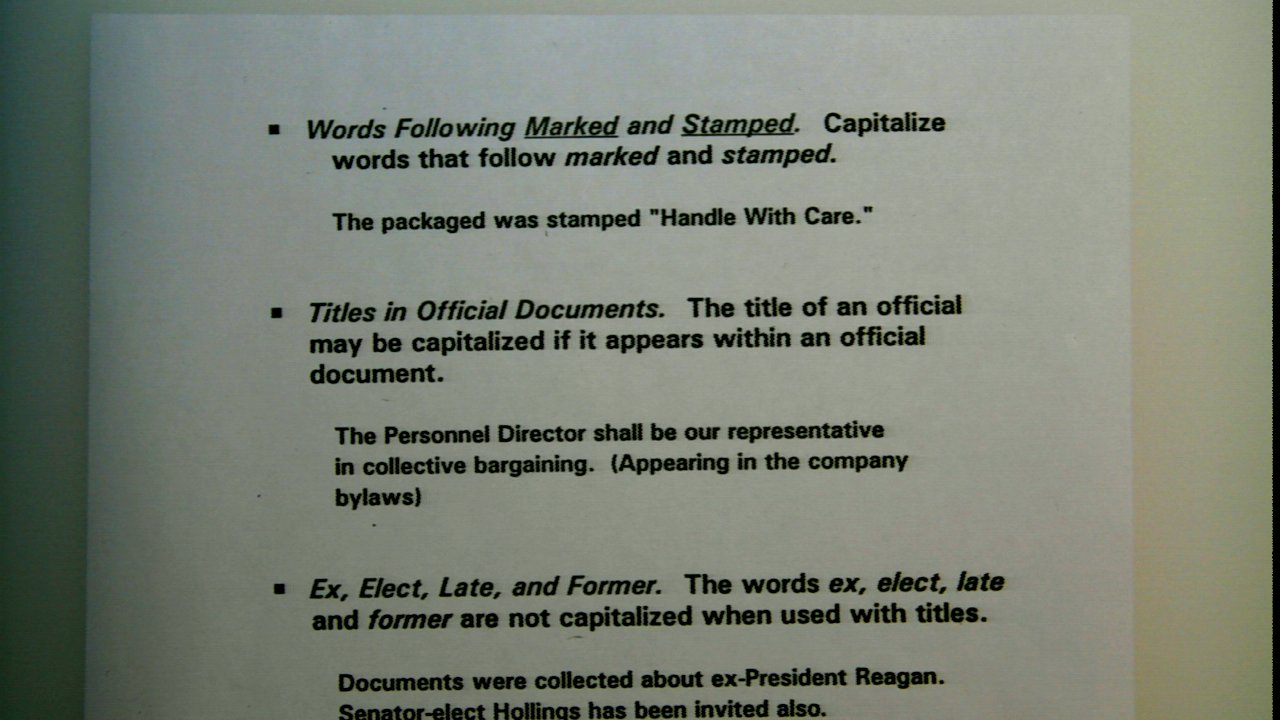 ▪ Words Following Marked and Stamped. Capitalize
words that follow marked and stamped.
The packaged was stamped "Handle With Care."
▪ Titles in Official Documents. The title of an official
may be capitalized if it appears within an official
document.
The Personnel Director shall be our representative
in collective bargaining. (Appearing in the company
bylaws)
▪ Ex, Elect, Late, and Former. The words ex, elect, late
and former are not capitalized when used with titles.
Documents were collected about ex-President Reagan.
Senator-elect Hollings has been invited also.